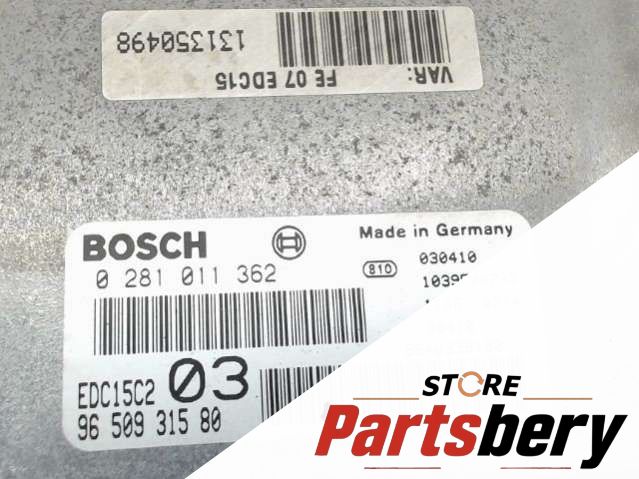 131350498
VAR:
FE 07 EDC15
BOSCH
Made in Germany
0 281 011 362
810
030410
EDC15C2
03
96 509 315 80
STORE
Partsbery